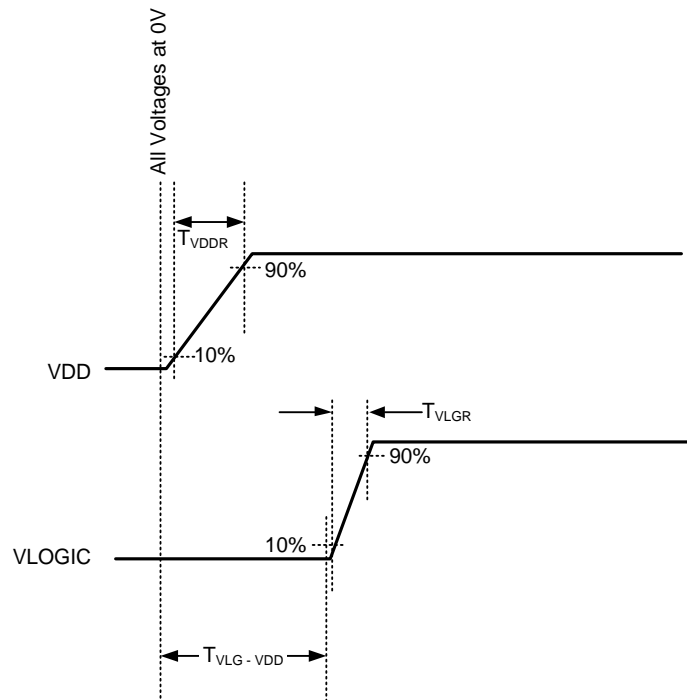 All Voltages at 0V
TVDDR
90%
10%
VDD
TVLGR
90%
10%
VLOGIC
TVLG - VDD